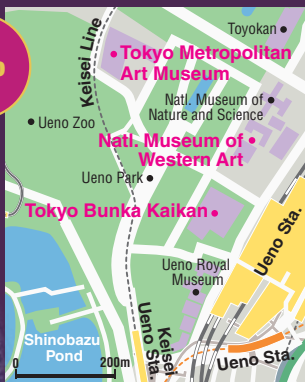 Toyokan
Keisei Line
Tokyo Metropolitan
Art Museum
Natl. Museum of
Nature and Science
Ueno Zoo
Natl. Museum of
Western Art
Ueno Park
Tokyo Bunka Kaikan
Ueno Sta.
Ueno Royal
Museum
Shinobazu
Pond
Keisei
Ueno Sta.
Ueno Sta.
0 200m